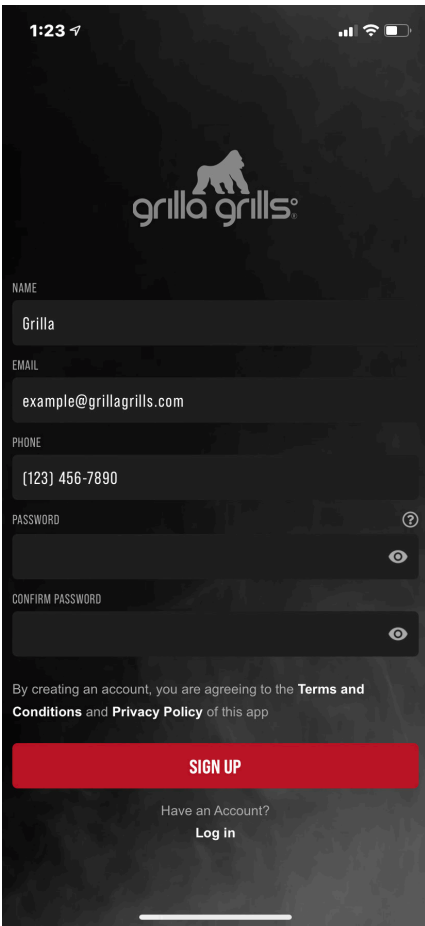 1:23
grilla grills®
NAME
Grilla
EMAIL
example@grillagrills.com
PHONE
(123) 456-7890
PASSWORD
?
CONFIRM PASSWORD
By creating an account, you are agreeing to the Terms and
Conditions and Privacy Policy of this app
SIGN UP
Have an Account?
Log in